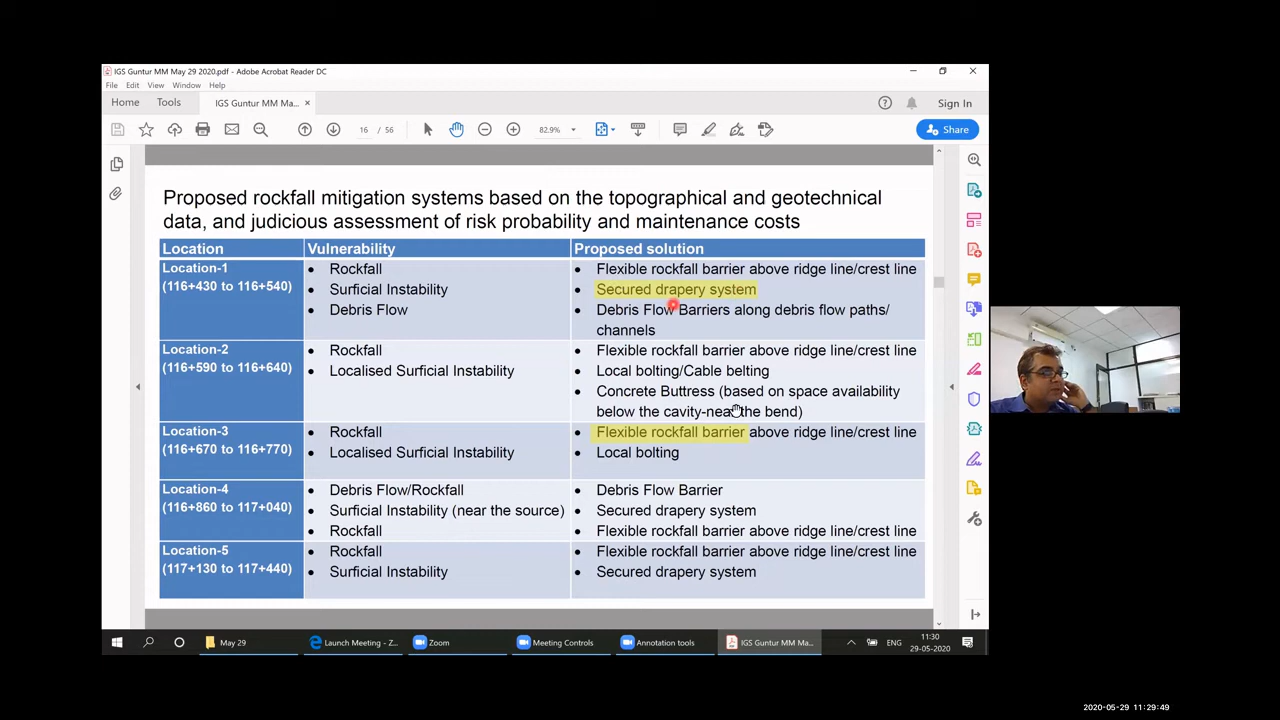 IGS Guntur MM May 29 2020.pdf - Adobe Acrobat Reader DC
File Edit View Window Help
Home Tools IGS Guntur MM Ma... × Sign In
16 / 56 82.9% Share
Proposed rockfall mitigation systems based on the topographical and geotechnical
data, and judicious assessment of risk probability and maintenance costs
Location Vulnerability Proposed solution
Location-1
(116+430 to 116+540)
• Rockfall
• Surficial Instability
• Debris Flow
• Flexible rockfall barrier above ridge line/crest line
• Secured drapery system
• Debris Flow Barriers along debris flow paths/
channels
Location-2
(116+590 to 116+640)
• Rockfall
• Localised Surficial Instability
• Flexible rockfall barrier above ridge line/crest line
• Local bolting/Cable belting
• Concrete Buttress (based on space availability
below the cavity-near the bend)
Location-3
(116+670 to 116+770)
• Rockfall
• Localised Surficial Instability
• Flexible rockfall barrier above ridge line/crest line
• Local bolting
Location-4
(116+860 to 117+040)
• Debris Flow/Rockfall
• Surficial Instability (near the source)
• Rockfall
• Debris Flow Barrier
• Secured drapery system
• Flexible rockfall barrier above ridge line/crest line
Location-5
(117+130 to 117+440)
• Rockfall
• Surficial Instability
• Flexible rockfall barrier above ridge line/crest line
• Secured drapery system
May 29 Launch Meeting - Z... Zoom Meeting Controls Annotation tools IGS Guntur MM Ma... ENG 11:30
29-05-2020
2020-05-29 11:29:49